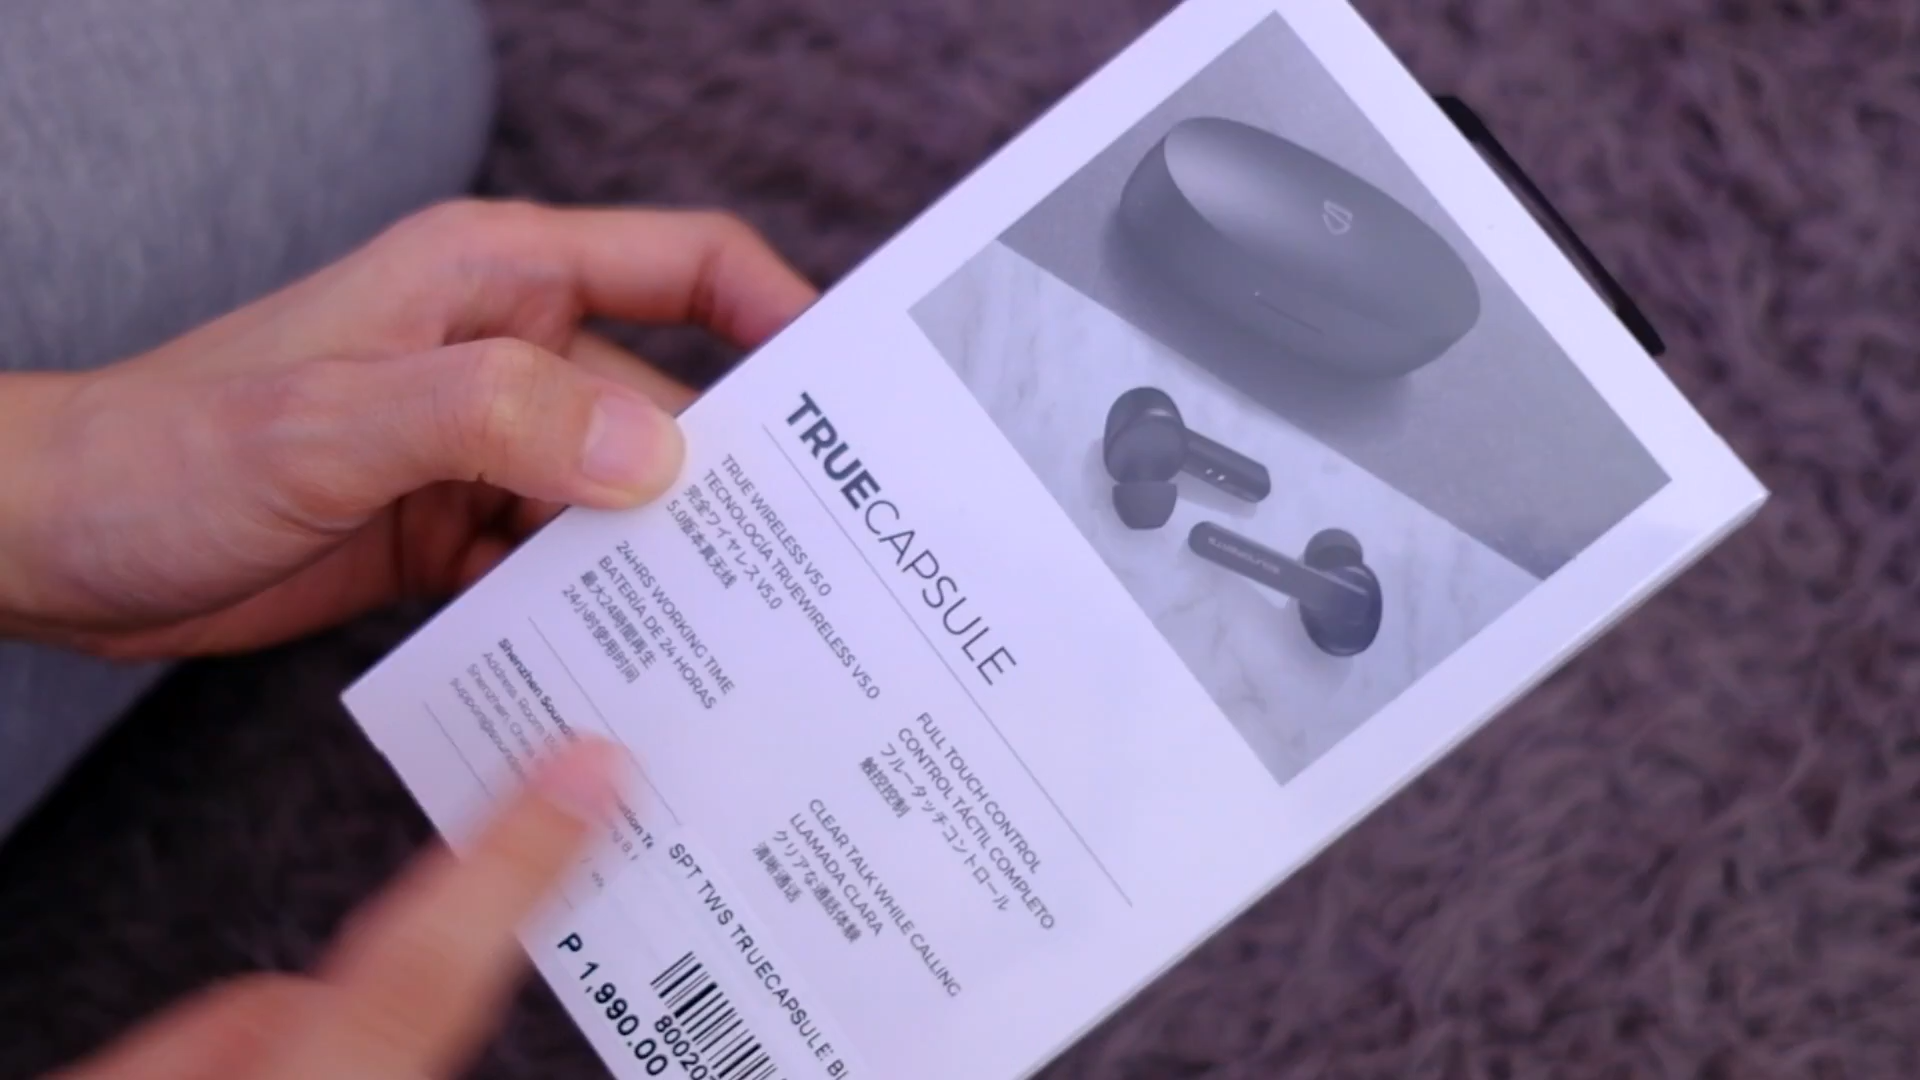 TRUECAPSULE
TRUE WIRELESS V5.0
TECNOLOGÍA TRUEWIRELESS V5.0
完全ワイヤレス V5.0
5.0版本真无线
FULL TOUCH CONTROL
CONTROL TÁCTIL COMPLETO
フルータッチコントロール
触控控制
24HRS WORKING TIME
BATERÍA DE 24 HORAS
最大24時間再生
24小时使用时间
CLEAR TALK WHILE CALLING
LLAMADA CLARA
クリアな通話体験
清晰通话
Shenzhen
Address: Room
Shenzhen,
SPT TWS TRUECAPSULE:
P 1,990.00